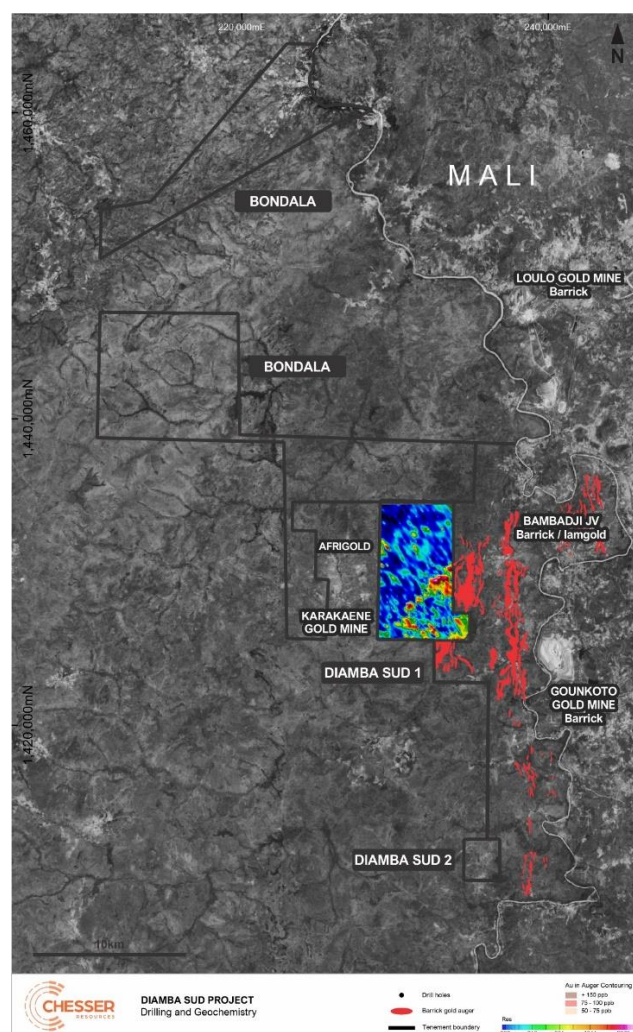 220,000mE
240,000mE
N
1,460,000mN
MALI
BONDALA
LOULO GOLD MINE
Barrick
BONDALA
1,440,000mN
BAMBADJI JV
Barrick / Iamgold
AFRIGOLD
KARAKAENE
GOLD MINE
DIAMBA SUD 1
GOUNKOTO
GOLD MINE
Barrick
1,420,000mN
DIAMBA SUD 2
10km
CHESSER
RESOURCES
DIAMBA SUD PROJECT
Drilling and Geochemistry
Drill holes
Barrick gold auger
Tenement boundary
Au in Auger Contouring
75 - 100 ppb
50 - 75 ppb
Res